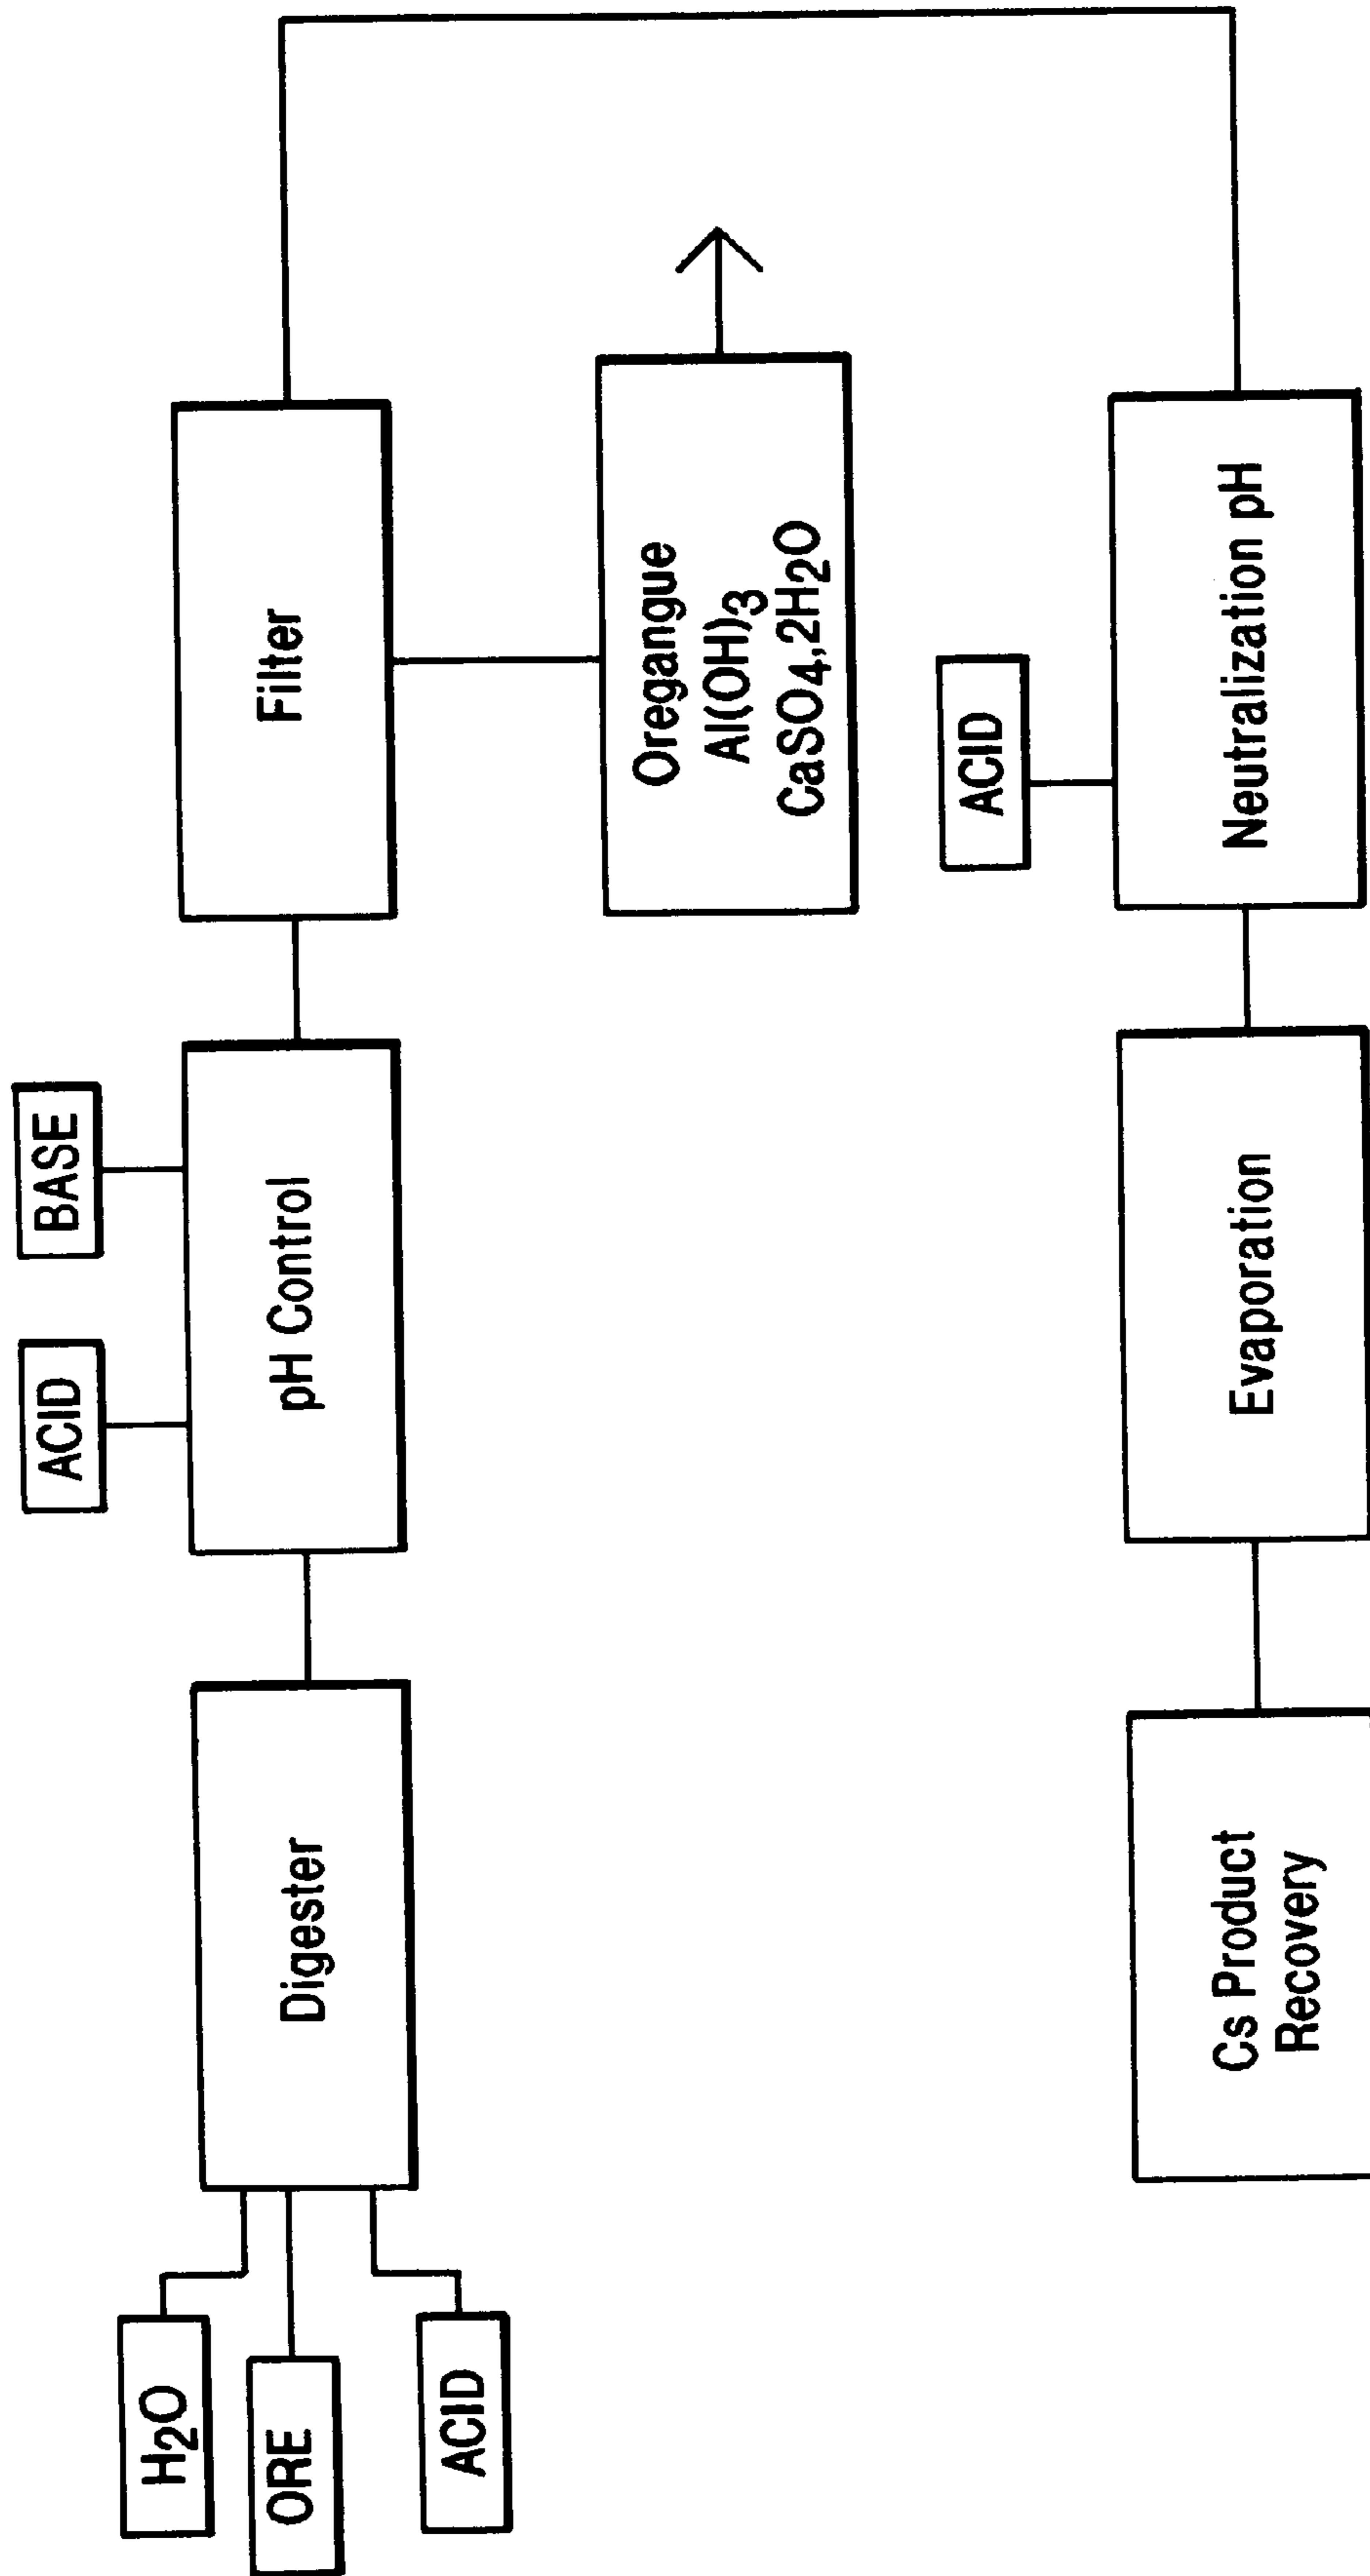 H2O
ORE
ACID
Digester
ACID
BASE
pH Control
Filter
Oregangue
Al(OH)3
CaSO4,2H2O
ACID
Neutralization pH
Evaporation
Cs Product
Recovery